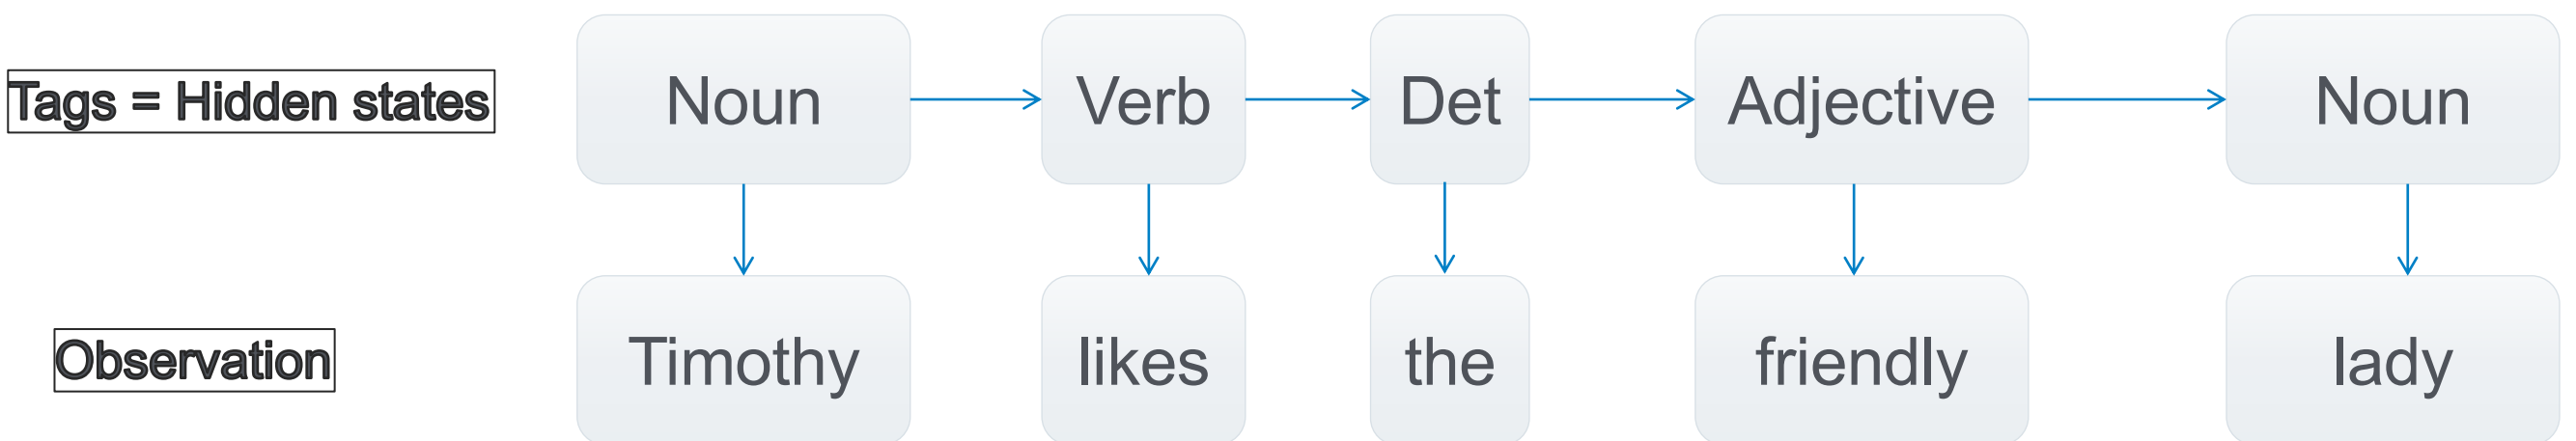 Tags = Hidden states Noun Verb Det Adjective Noun
Observation Timothy likes the friendly lady